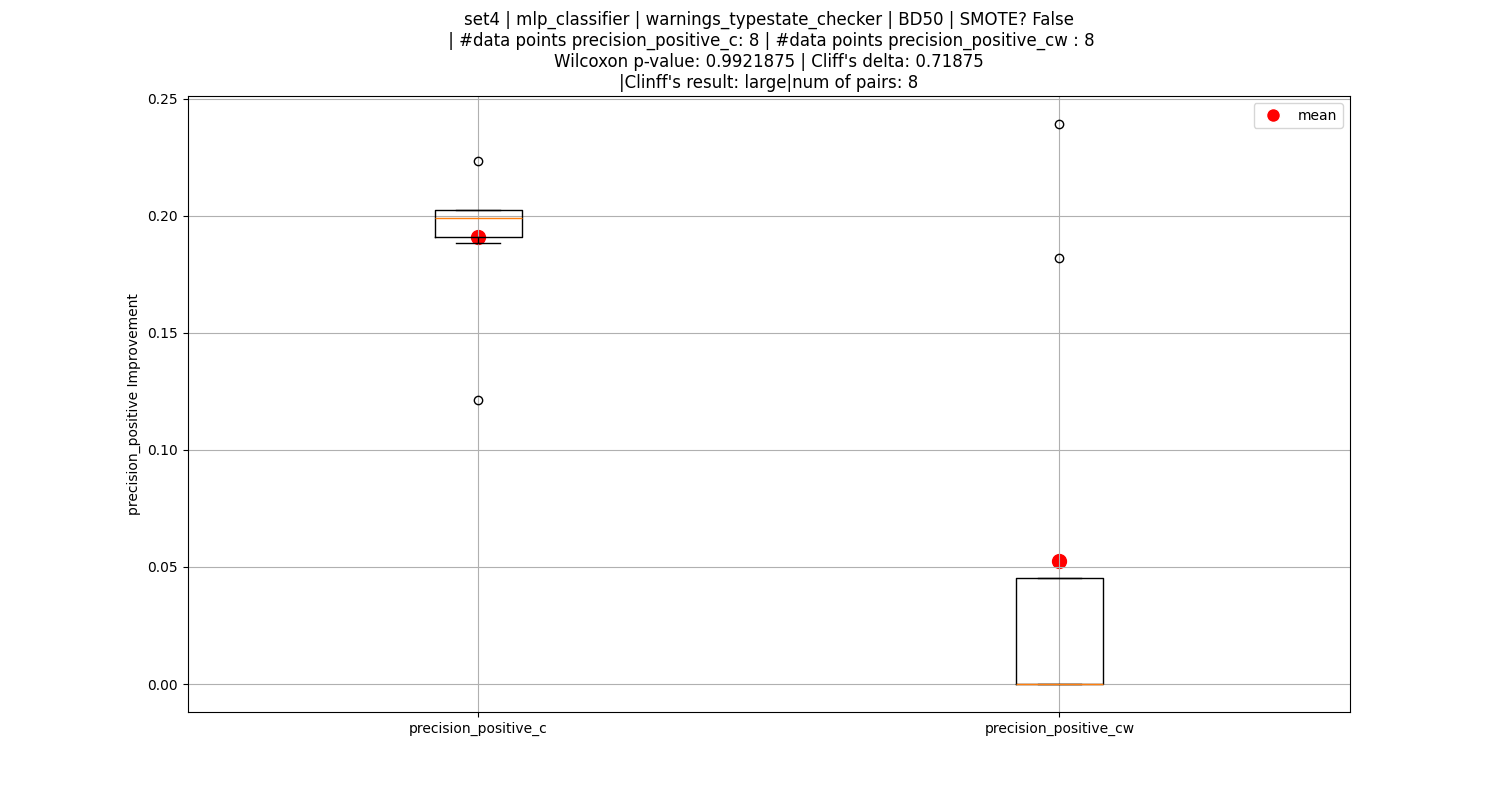 set4 | mlp_classifier | warnings_typestate_checker | BD50 | SMOTE? False
| #data points precision_positive_c: 8 | #data points precision_positive_cw : 8
Wilcoxon p-value: 0.9921875 | Cliff's delta: 0.71875
|Clinff's result: large|num of pairs: 8
mean
0.25
0.20
0.15
0.10
0.05
0.00
precision_positive Improvement
precision_positive_c
precision_positive_cw